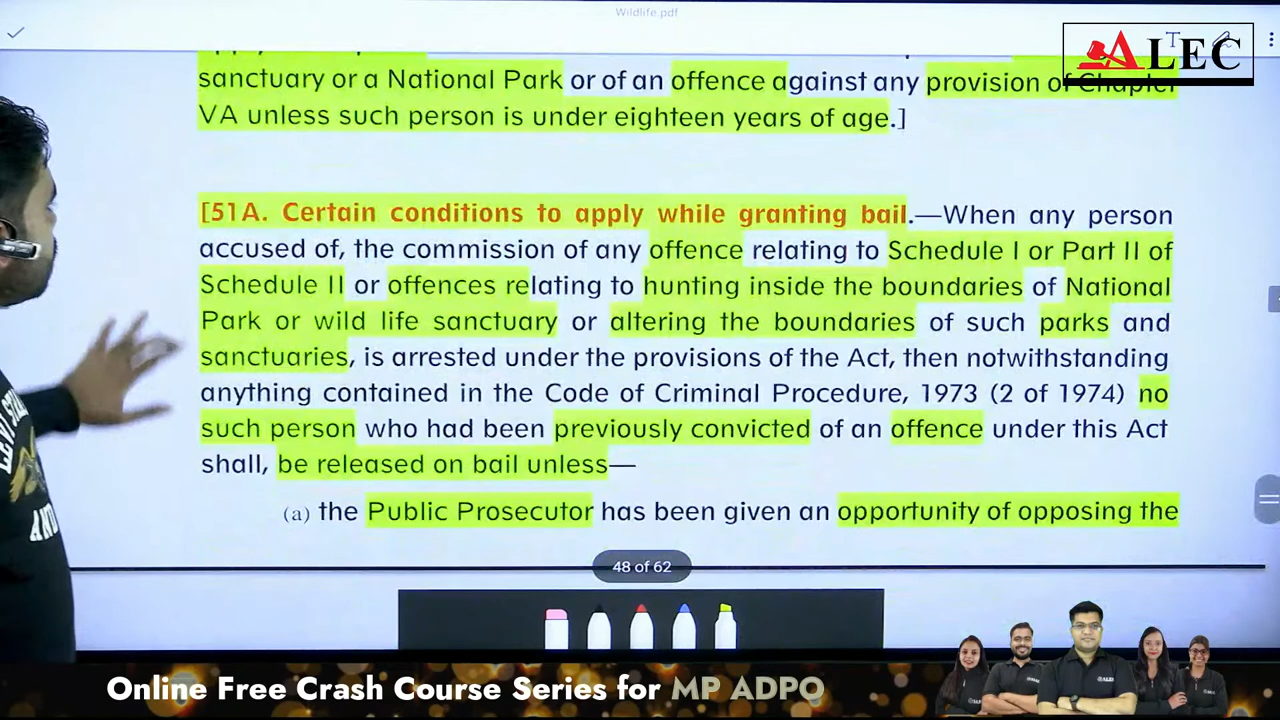 Wildlife.pdf
ALEC
sanctuary or a National Park or of an offence against any provision of Chapter
VA unless such person is under eighteen years of age.]
[51A. Certain conditions to apply while granting bail.—When any person
accused of, the commission of any offence relating to Schedule I or Part II of
Schedule II or offences relating to hunting inside the boundaries of National
Park or wild life sanctuary or altering the boundaries of such parks and
sanctuaries, is arrested under the provisions of the Act, then notwithstanding
anything contained in the Code of Criminal Procedure, 1973 (2 of 1974) no
such person who had been previously convicted of an offence under this Act
shall, be released on bail unless—
(a) the Public Prosecutor has been given an opportunity of opposing the
48 of 62
Online Free Crash Course Series for MP ADPO